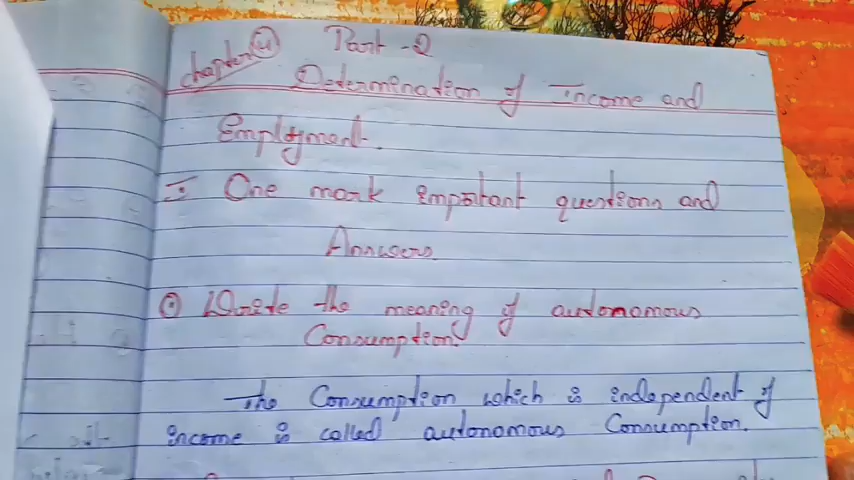 Chapter 4 Part - 2
Determination of Income and
Employment.
I One mark important questions and
Answers.
① Write the meaning of autonomous
Consumption.
The Consumption which is independent of
income is called autonomous Consumption.